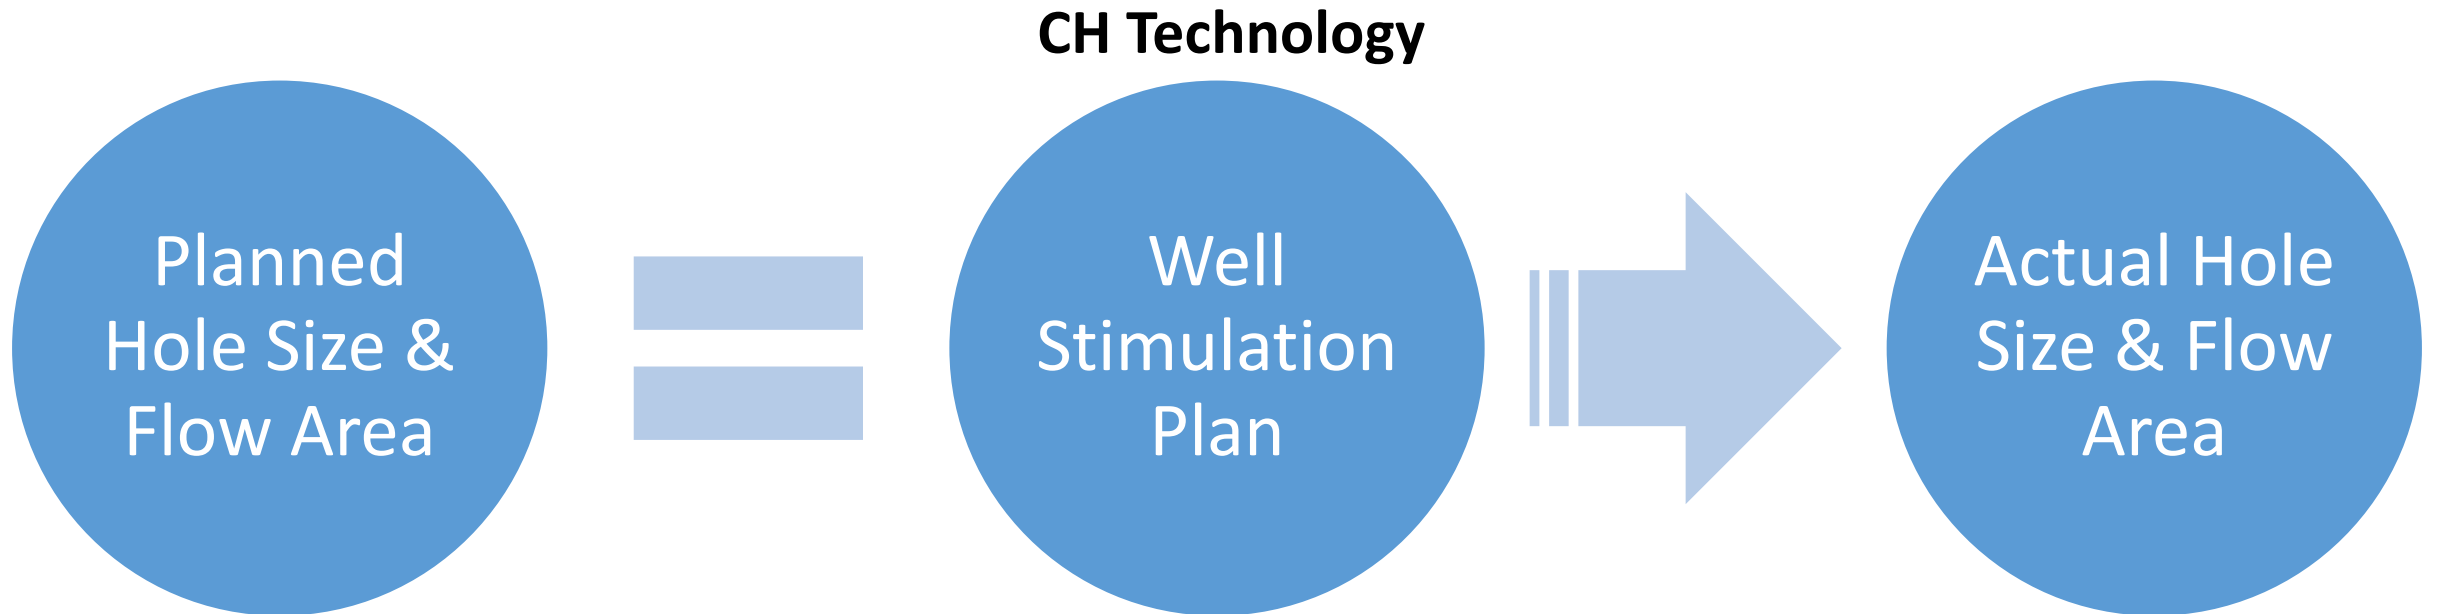 CH Technology
Planned
Hole Size &
Flow Area
Well
Stimulation
Plan
Actual Hole
Size & Flow
Area